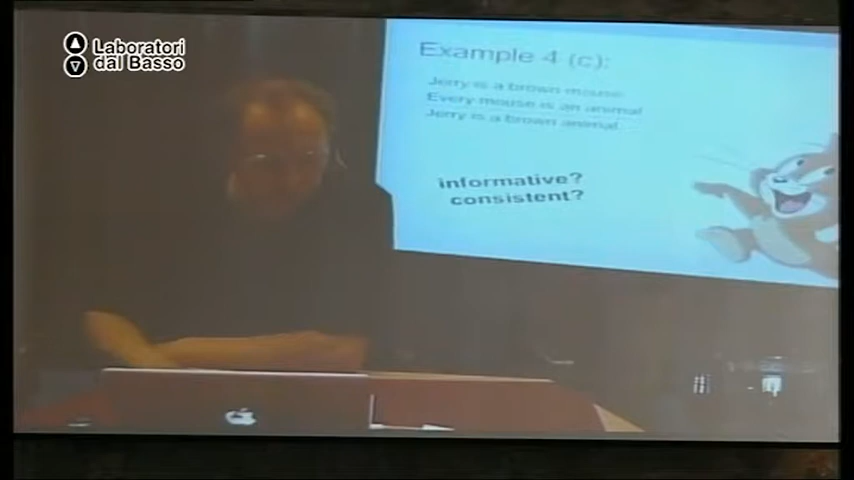 Laboratori
dal Basso
Example 4 (c):
Jerry is a brown mouse
Every mouse is an animal
Jerry is a brown animal
informative?
consistent?